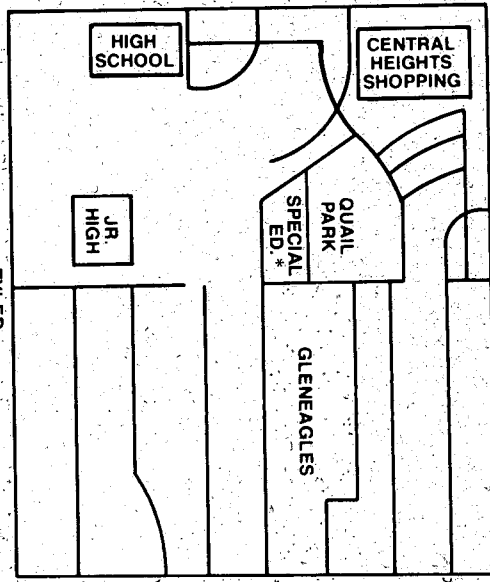 HIGH
SCHOOL
CENTRAL
HEIGHTS
SHOPPING
JR.
HIGH
QUAIL
PARK
SPECIAL
ED.*
GLENEAGLES